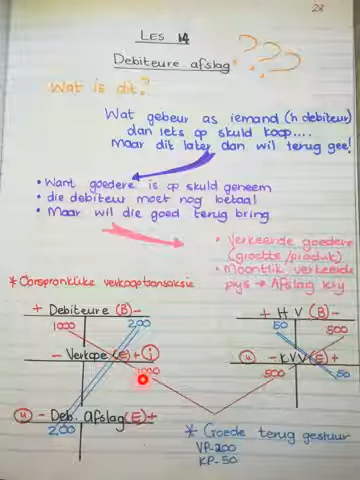 28
Les 14
Debiteure afslag ???
Wat is dit?
Wat gebeur as iemand ('n debiteur)
dan iets op skuld koop....
Maar dit later dan wil terug gee!
• Want goedere is op skuld geneem
• die debiteur moet nog betaal
• Maar wil die goed terug bring
• Verkeerde goedere
(grootte/produk)
• Moontlik verkeerde
prys → Afslag kry
* Oorspronklike verkooptransaksie
+ Debiteure (B) -
1000 200
+ H V (B) -
50 500
- Verkope (E) + (i)
1000
(u) - KVV (E) +
500 50
(u) - Deb. Afslag (E) +
200
* Goede terug gestuur
VP-200
KP-50